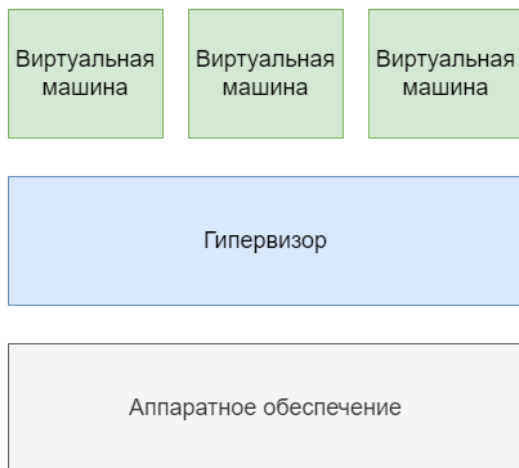 Виртуальная
машина
Виртуальная
машина
Виртуальная
машина
Гипервизор
Аппаратное обеспечение